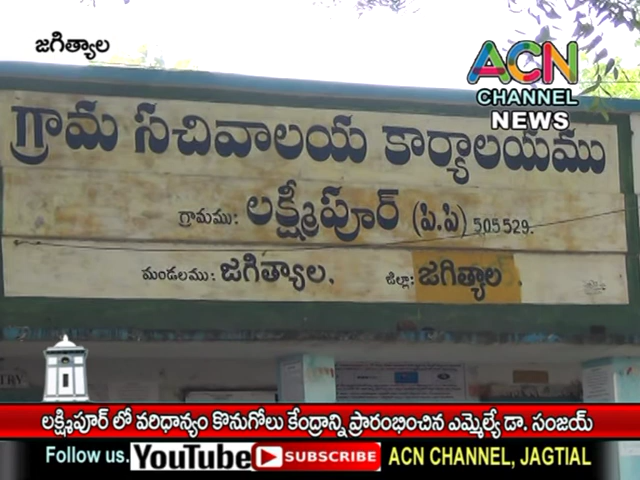 జగిత్యాల
ACN
CHANNEL
NEWS
గ్రామ సచివాలయ కార్యాలయము
గ్రామము: లక్ష్మీపూర్ (పి.పి) 505529.
మండలము: జగిత్యాల. జిల్లా: జగిత్యాల.
లక్ష్మిపూర్ లో వరిధాన్యం కొనుగోలు కేంద్రాన్ని ప్రారంభించిన ఎమ్మెల్యే డా. సంజయ్
Follow us. YouTube SUBSCRIBE ACN CHANNEL, JAGTIAL